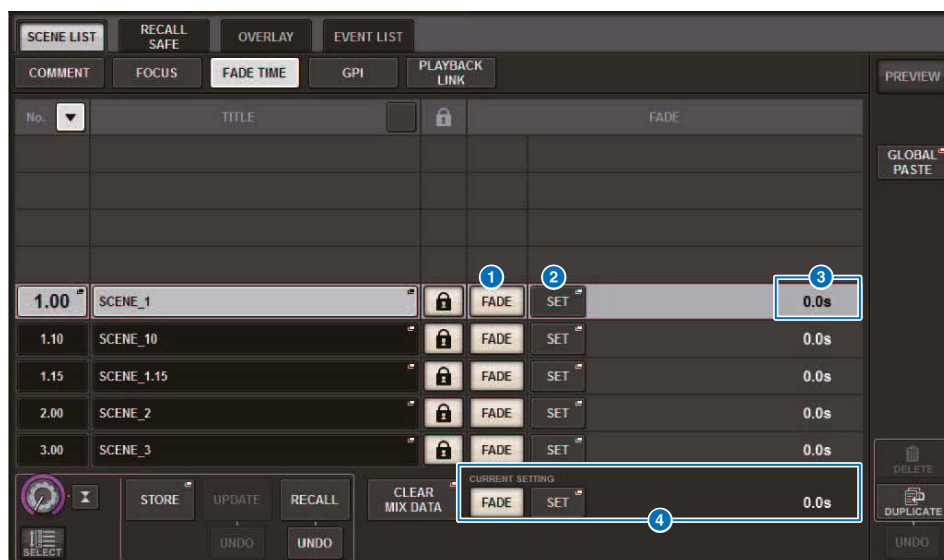 SCENE LIST RECALL SAFE OVERLAY EVENT LIST
COMMENT FOCUS FADE TIME GPI PLAYBACK LINK PREVIEW
No. TITLE FADE
GLOBAL PASTE
1 2 3
1.00 SCENE_1 FADE SET 0.0s
1.10 SCENE_10 FADE SET 0.0s
1.15 SCENE_1.15 FADE SET 0.0s
2.00 SCENE_2 FADE SET 0.0s
3.00 SCENE_3 FADE SET 0.0s
DELETE
CURRENT SETTING
STORE UPDATE RECALL CLEAR MIX DATA FADE SET 0.0s DUPLICATE
4
SELECT UNDO UNDO UNDO